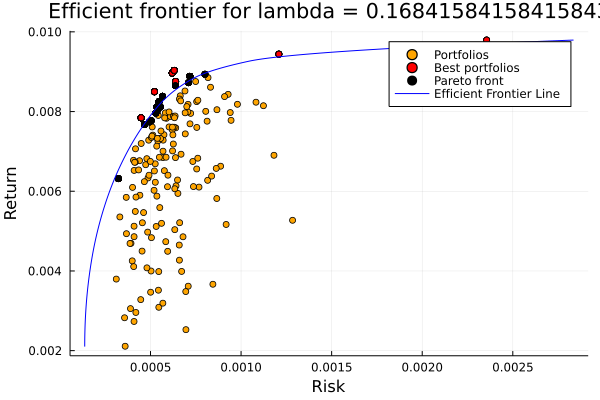 Efficient frontier for lambda = 0.1684158415841584
0.010
0.008
0.006
0.004
0.002
Return
Portfolios
Best portfolios
Pareto front
Efficient Frontier Line
0.0005
0.0010
0.0015
0.0020
0.0025
Risk